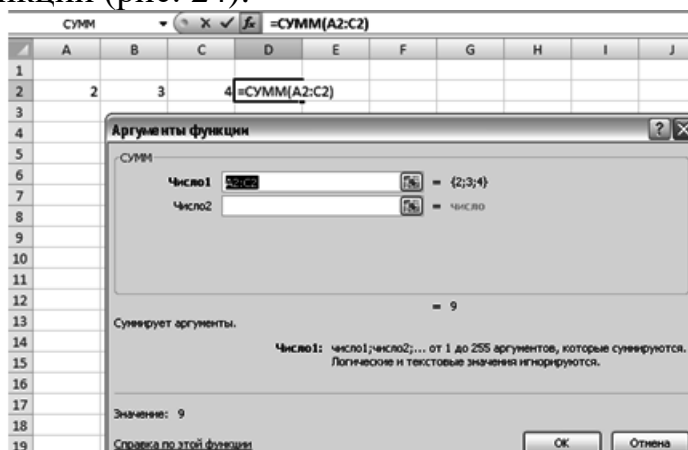 нкции (рис. 24).
СУММ =СУММ(A2:C2)
A B C D E F G H I J
1
2 2 3 4 =СУММ(A2:C2)
3
4 Аргументы функции
5 СУММ
6 Число1 A2:C2 = {2;3;4}
7 Число2 = число
8
9
10
11
12 = 9
13 Суммирует аргументы.
14 Число1: число1;число2;... от 1 до 255 аргументов, которые суммируются.
15 Логические и текстовые значения игнорируются.
16
17 Значение: 9
18
19 Справка по этой функции ОК Отмена